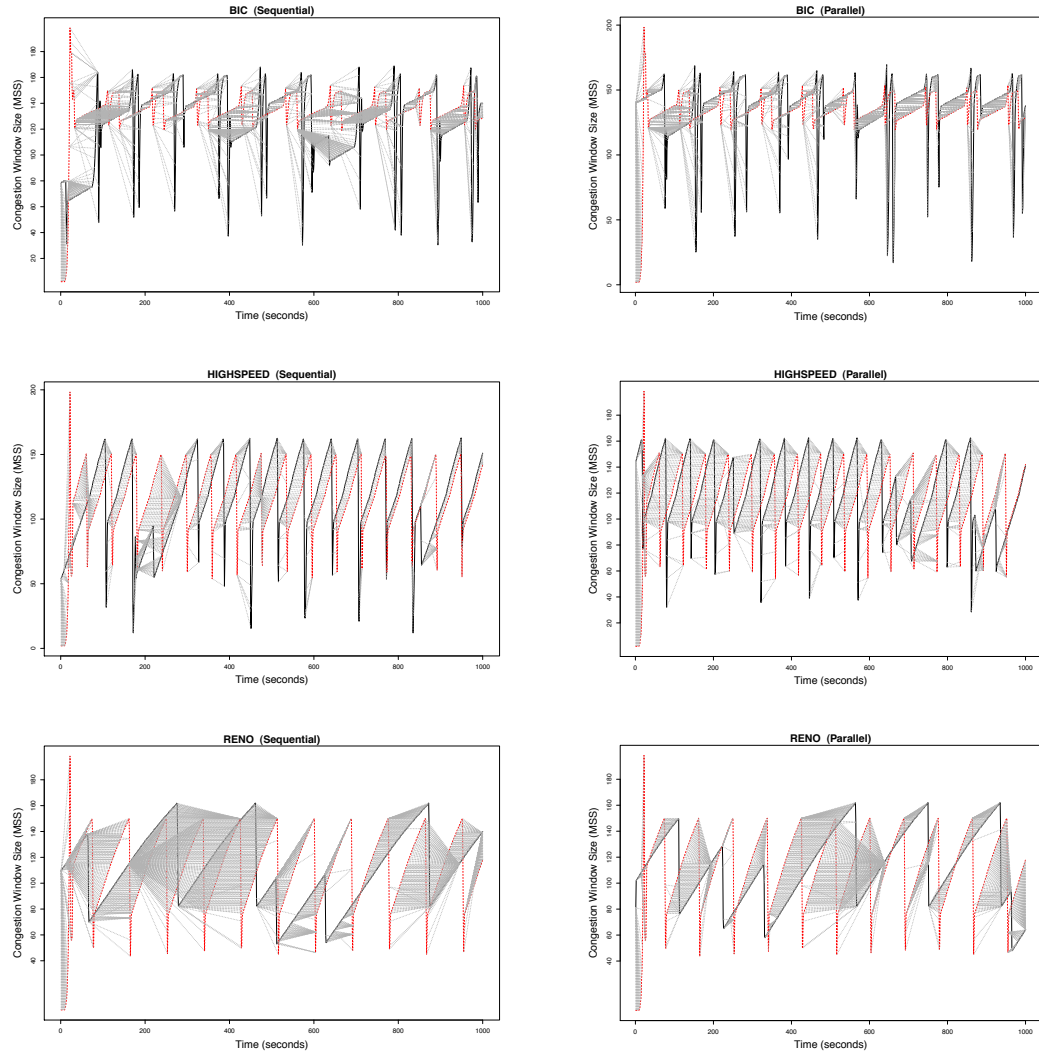 BIC (Sequential)
Congestion Window Size (MSS)
180
160
140
120
100
80
60
40
20
0 200 400 600 800 1000
Time (seconds)
BIC (Parallel)
Congestion Window Size (MSS)
200
150
100
50
0
0 200 400 600 800 1000
Time (seconds)
HIGHSPEED (Sequential)
Congestion Window Size (MSS)
200
150
100
50
0
0 200 400 600 800 1000
Time (seconds)
HIGHSPEED (Parallel)
Congestion Window Size (MSS)
180
160
140
120
100
80
60
40
20
0 200 400 600 800 1000
Time (seconds)
RENO (Sequential)
Congestion Window Size (MSS)
180
160
140
120
100
80
60
40
0 200 400 600 800 1000
Time (seconds)
RENO (Parallel)
Congestion Window Size (MSS)
180
160
140
120
100
80
60
40
0 200 400 600 800 1000
Time (seconds)